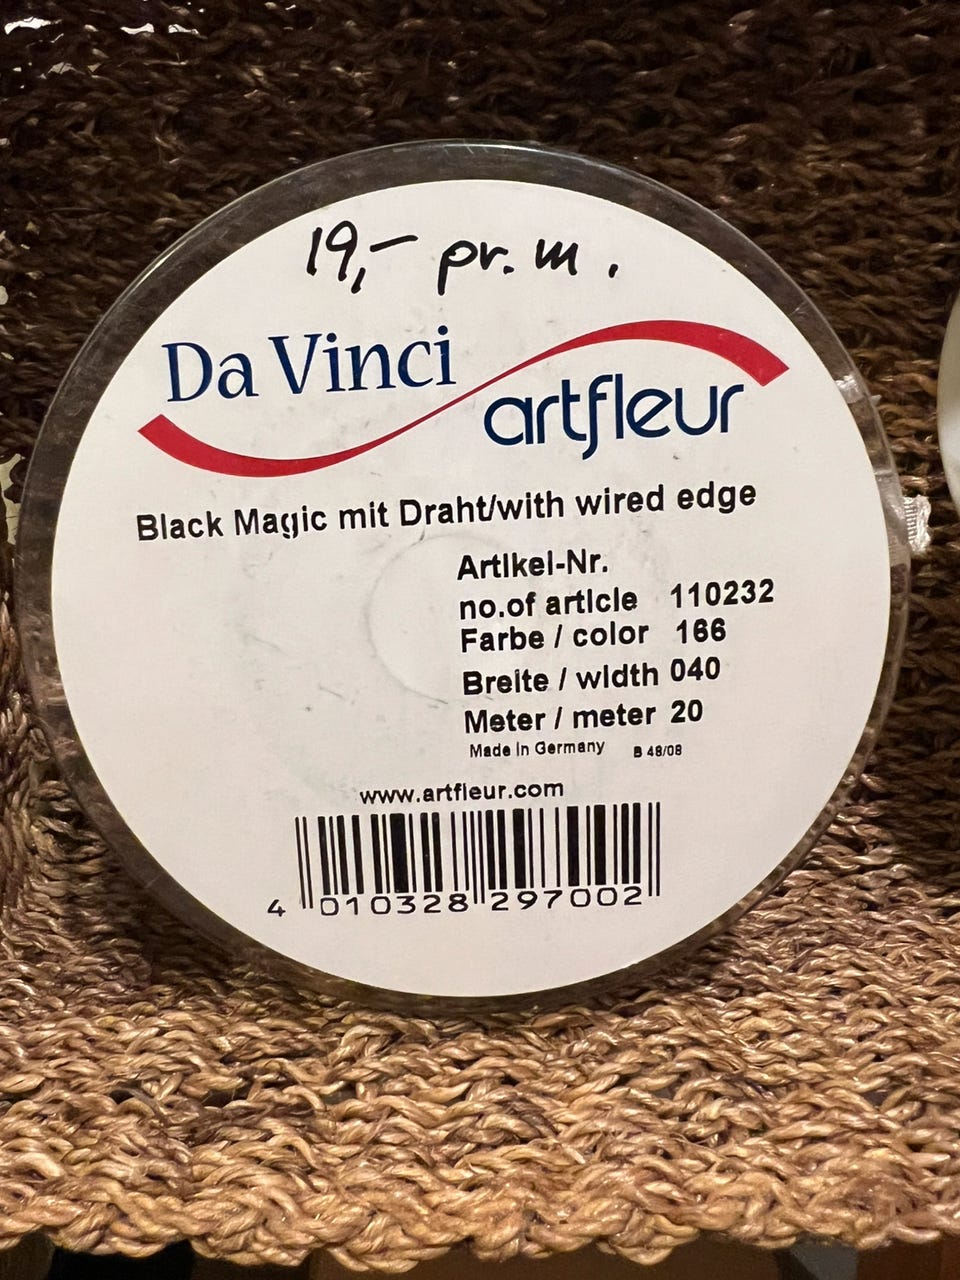 19,- pr. m.
Da Vinci
artfleur
Black Magic mit Draht/with wired edge
Artikel-Nr.
no.of article 110232
Farbe / color 166
Breite / width 040
Meter / meter 20
Made in Germany B 48/08
www.artfleur.com
4 010328 297002